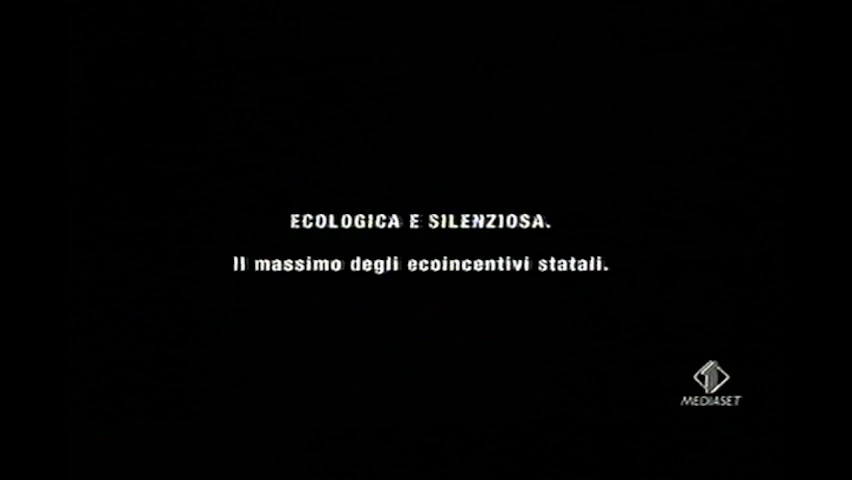 ECOLOGICA E SILENZIOSA.
Il massimo degli ecoincentivi statali.
MEDIASET